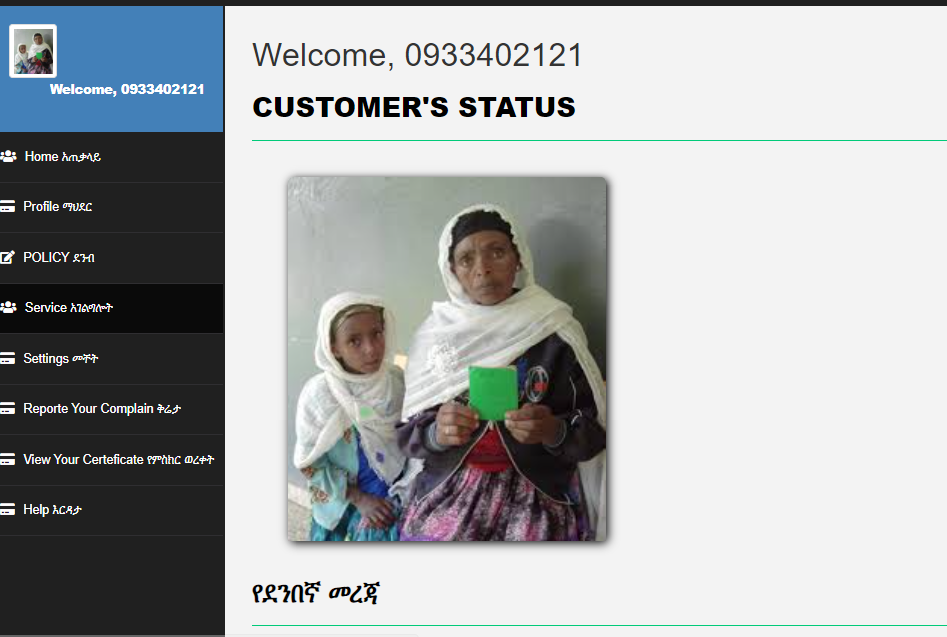 Welcome, 0933402121
Home አጠቃላይ
Profile ማህደር
POLICY ደንብ
Service አገልግሎት
Settings መቸት
Reporte Your Complain ቅሬታ
View Your Certeficate የምስክር ወረቀት
Help እርዳታ
Welcome, 0933402121
CUSTOMER'S STATUS
የደንበኛ መረጃ